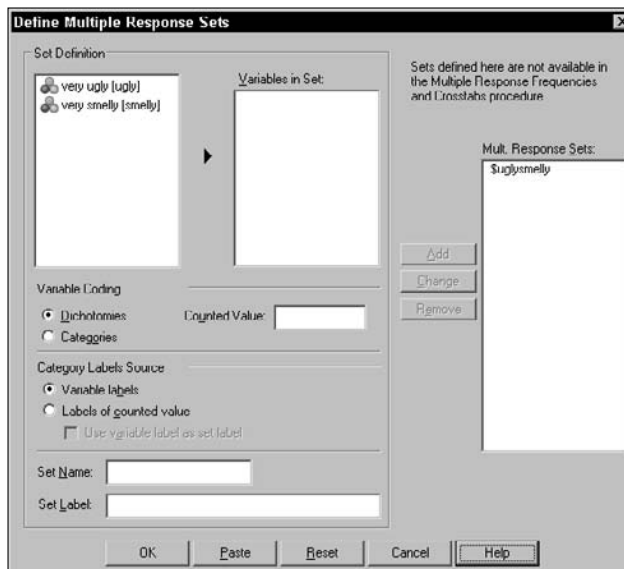 Define Multiple Response Sets
Set Definition
very ugly [ugly]
very smelly [smelly]
Variables in Set:
Sets defined here are not available in
the Multiple Response Frequencies
and Crosstabs procedure
Mult. Response Sets:
$uglysmelly
Add
Change
Remove
Variable Coding
Dichotomies
Counted Value:
Categories
Category Labels Source
Variable labels
Labels of counted value
Use variable label as set label
Set Name:
Set Label:
OK
Paste
Reset
Cancel
Help